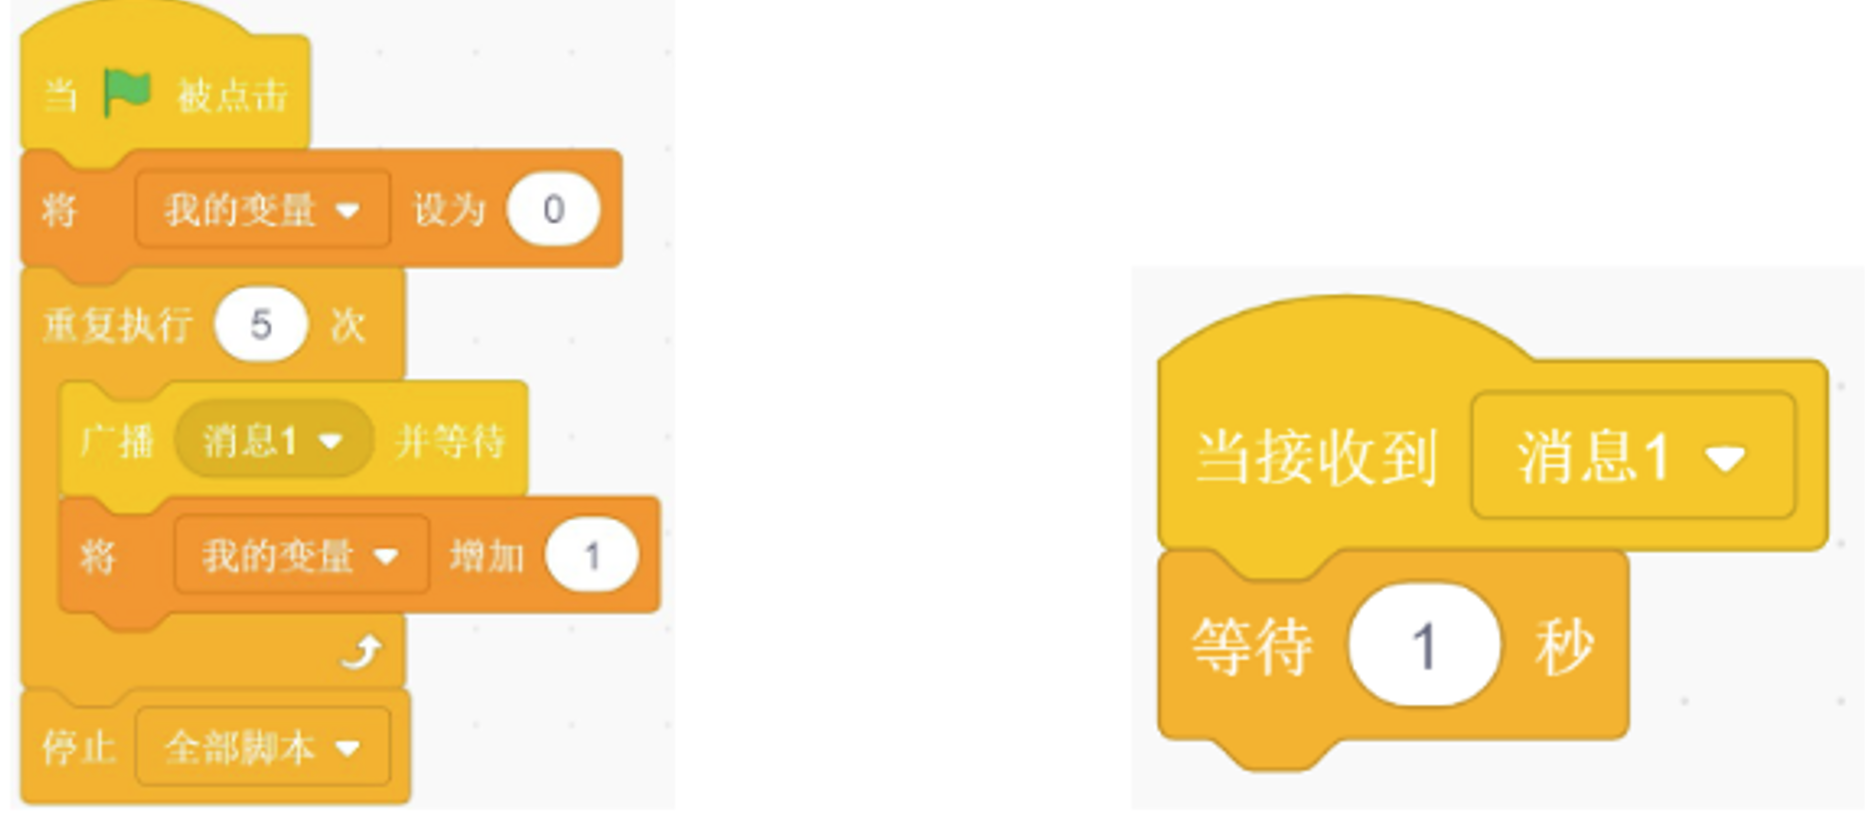 当 被点击
将 我的变量 设为 0
重复执行 5 次
广播 消息1 并等待
将 我的变量 增加 1
停止 全部脚本
当接收到 消息1
等待 1 秒